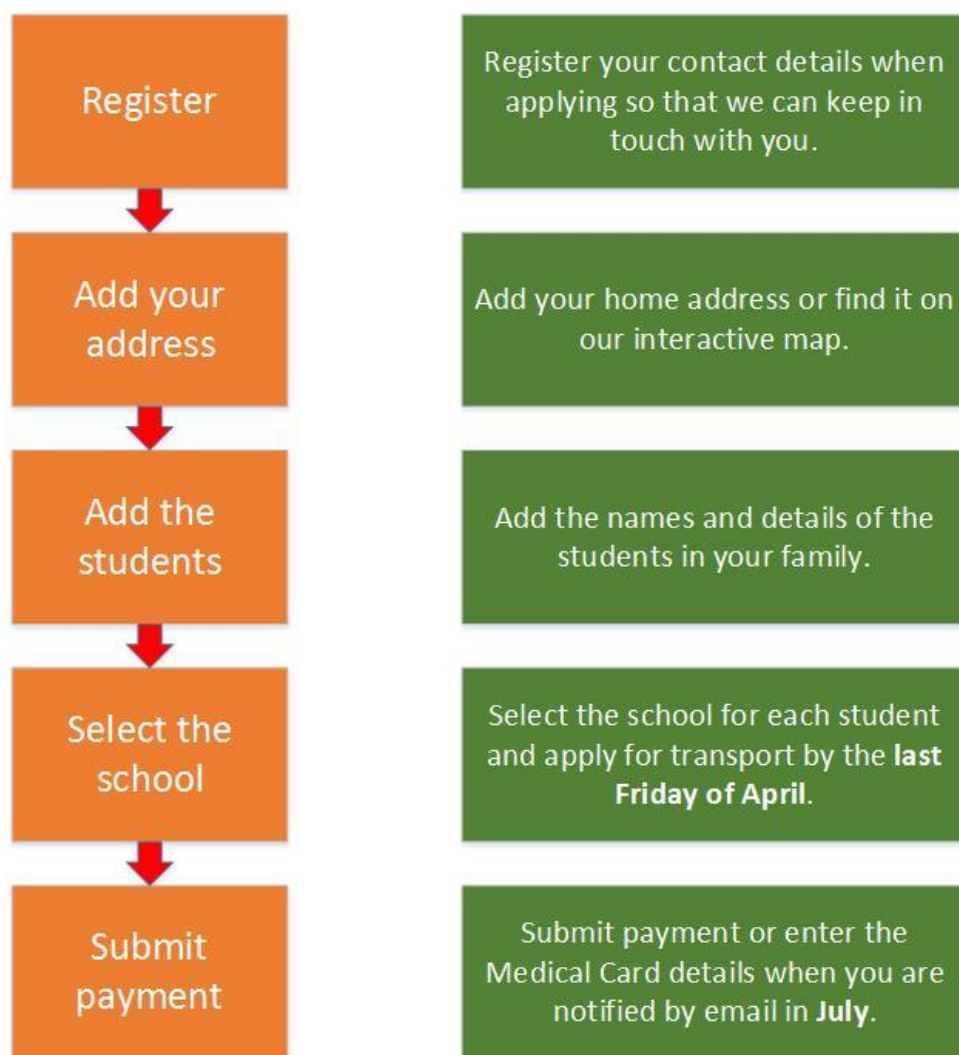 Register
Register your contact details when
applying so that we can keep in
touch with you.
Add your
address
Add your home address or find it on
our interactive map.
Add the
students
Add the names and details of the
students in your family.
Select the
school
Select the school for each student
and apply for transport by the last
Friday of April.
Submit
payment
Submit payment or enter the
Medical Card details when you are
notified by email in July.